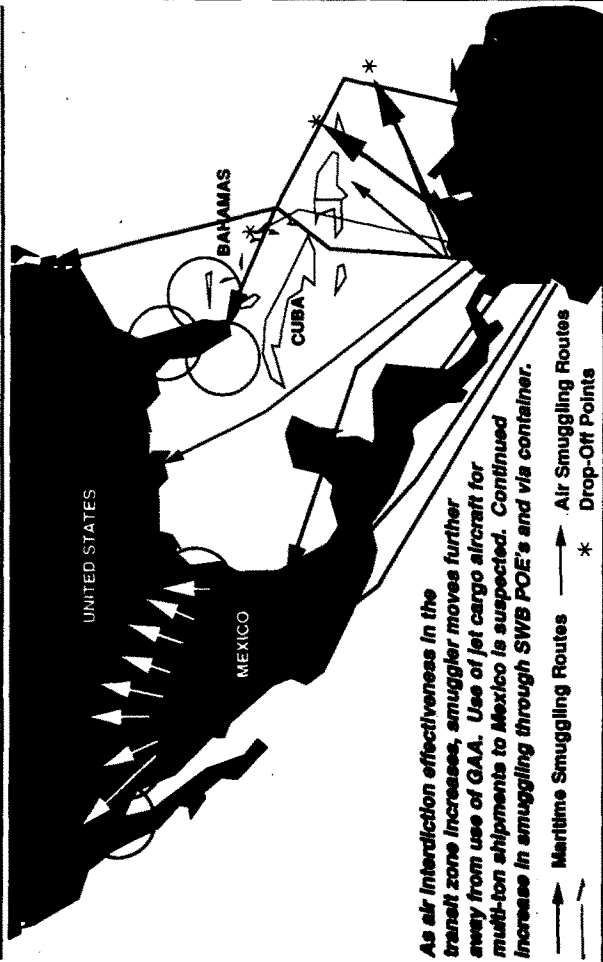 UNITED STATES
MEXICO
BAHAMAS
CUBA
As air interdiction effectiveness in the
transit zone increases, smuggler moves further
away from use of GAA. Use of jet cargo aircraft for
multi-ton shipments to Mexico is suspected. Continued
increase in smuggling through SWB POE's and via container.
Maritime Smuggling Routes
Air Smuggling Routes
* Drop-Off Points